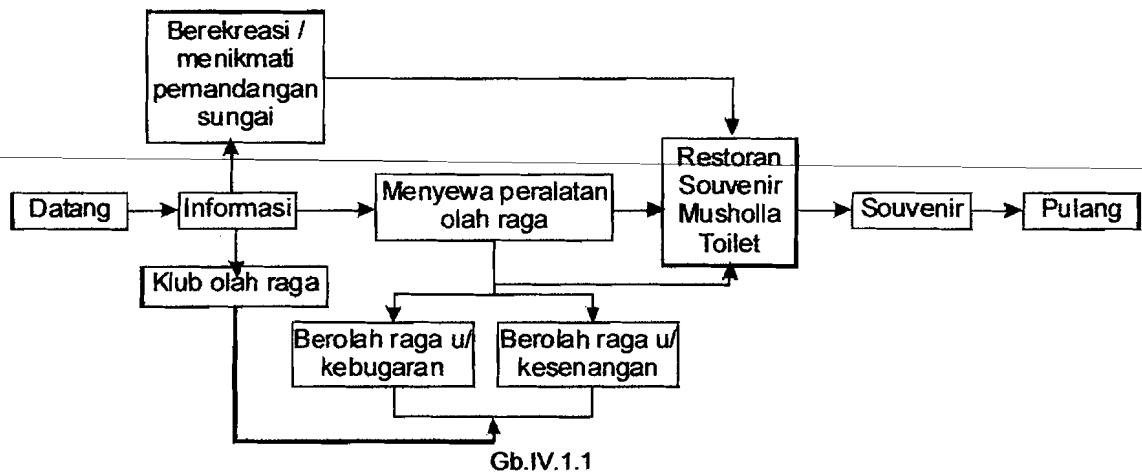 Berekreasi /
menikmati
pemandangan
sungai
Datang
Informasi
Menyewa peralatan
olah raga
Restoran
Souvenir
Musholla
Toilet
Souvenir
Pulang
Klub olah raga
Berolah raga u/
kebugaran
Berolah raga u/
kesenangan
Gb.IV.1.1